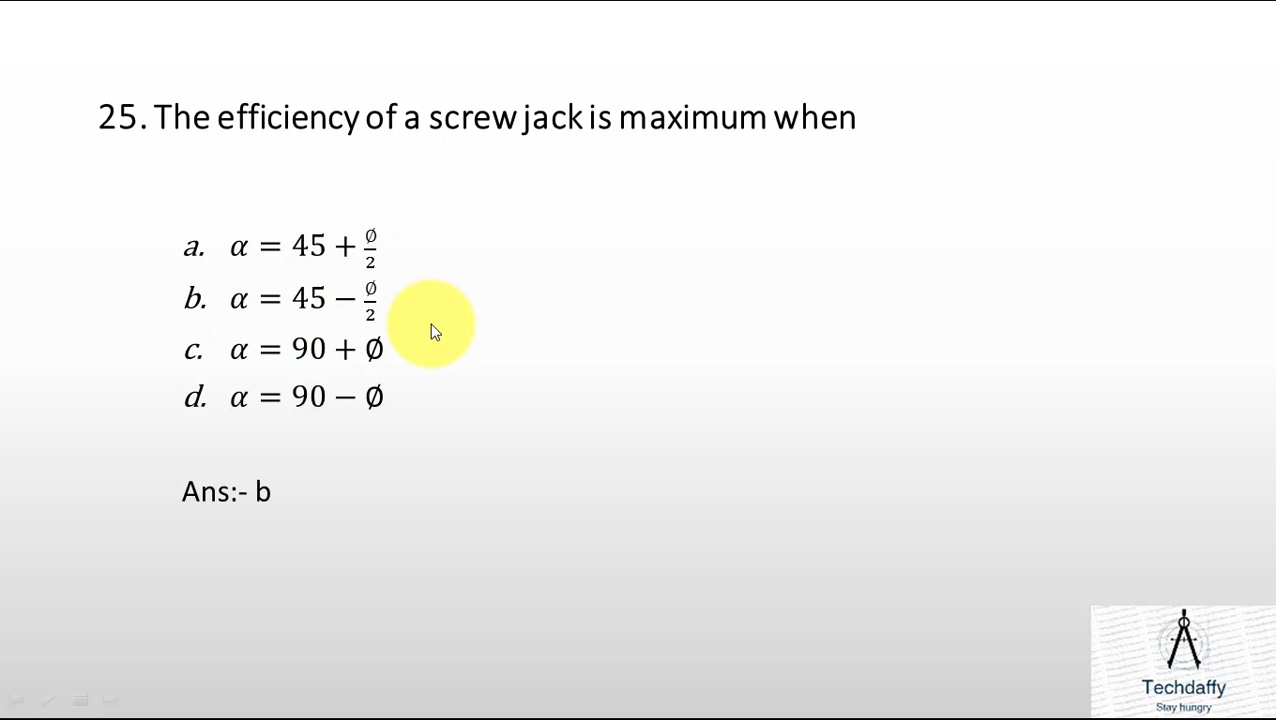 25. The efficiency of a screw jack is maximum when
a. α = 45 + ∅/2
b. α = 45 − ∅/2
c. α = 90 + ∅
d. α = 90 − ∅
Ans:- b
Techdaffy
Stay hungry